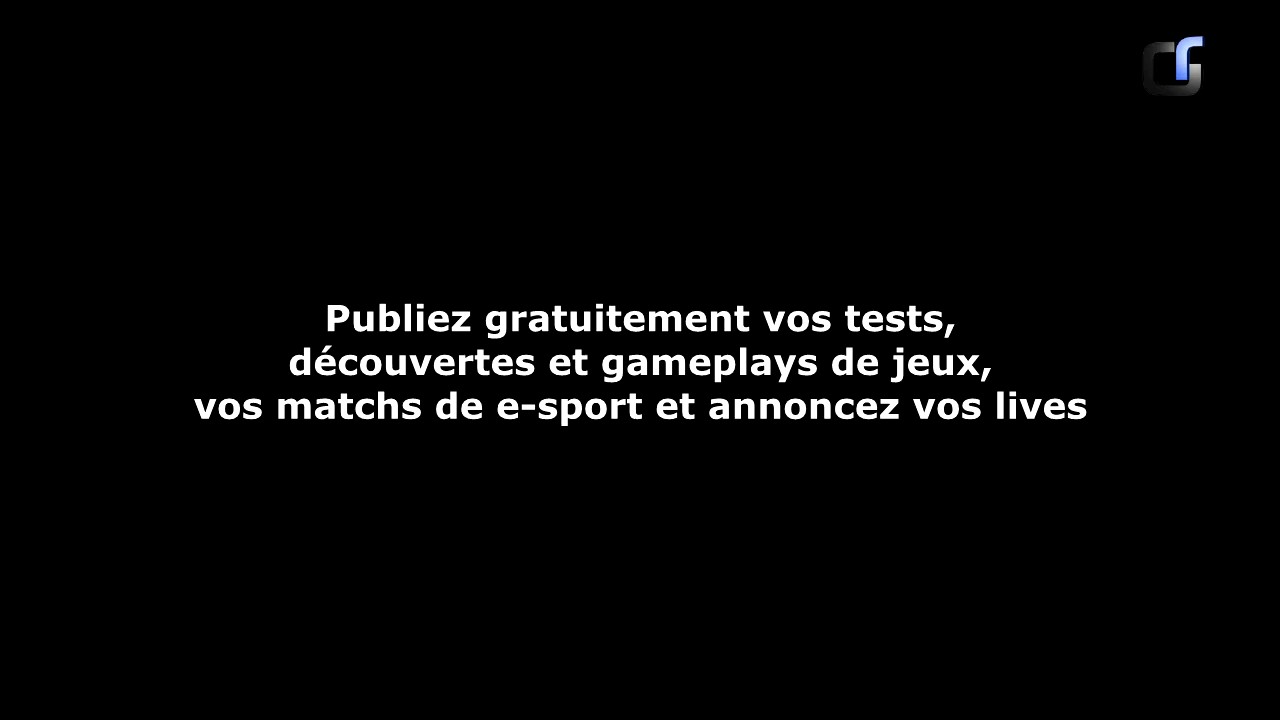 Publiez gratuitement vos tests,
découvertes et gameplays de jeux,
vos matchs de e-sport et annoncez vos lives